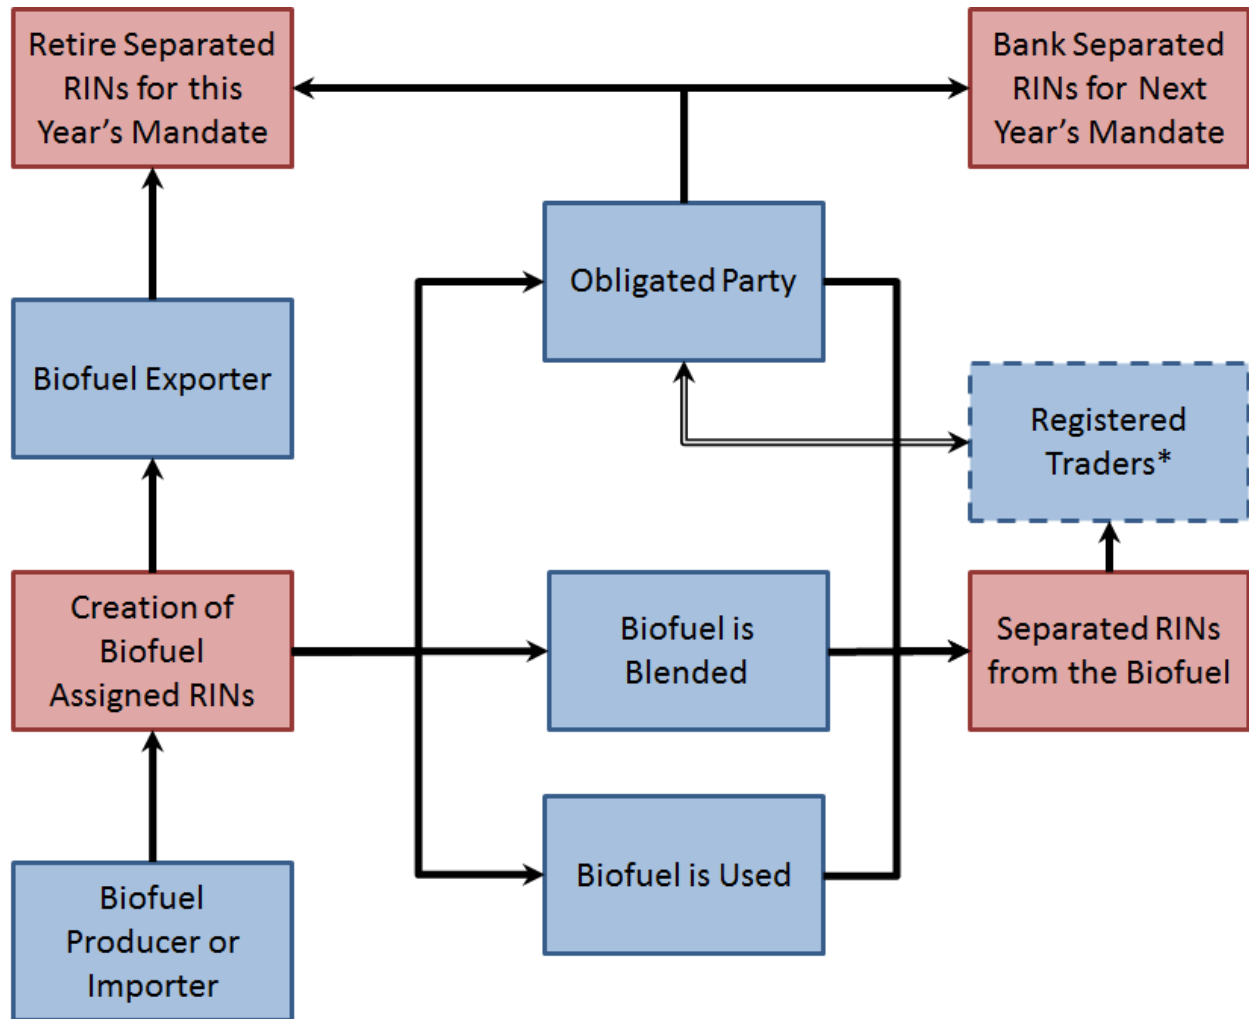 Retire Separated
RINs for this
Year's Mandate
Bank Separated
RINs for Next
Year's Mandate
Obligated Party
Biofuel Exporter
Registered
Traders*
Creation of
Biofuel
Assigned RINs
Biofuel is
Blended
Separated RINs
from the Biofuel
Biofuel is Used
Biofuel
Producer or
Importer